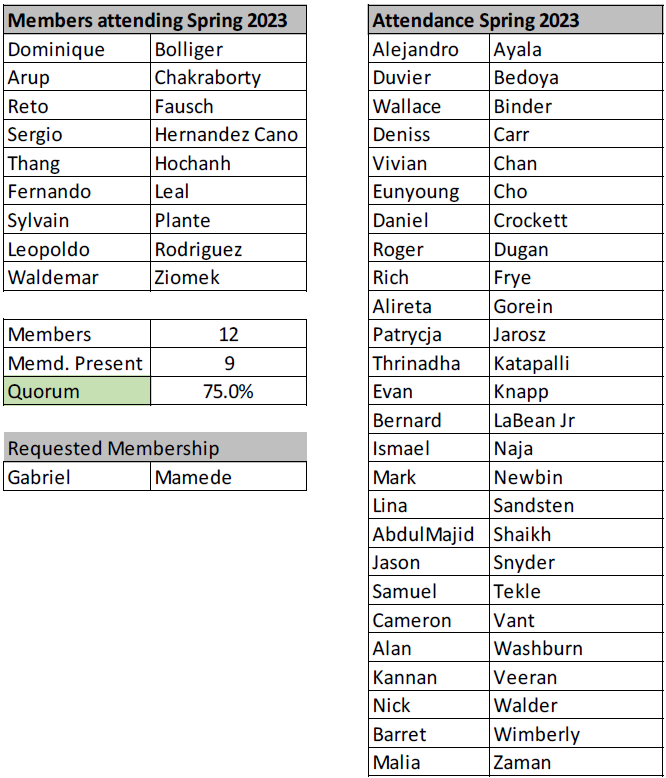 Members attending Spring 2023
Dominique Bolliger
Arup Chakraborty
Reto Fausch
Sergio Hernandez Cano
Thang Hochanh
Fernando Leal
Sylvain Plante
Leopoldo Rodriguez
Waldemar Ziomek
Members 12
Memd. Present 9
Quorum 75.0%
Requested Membership
Gabriel Mamede
Attendance Spring 2023
Alejandro Ayala
Duvier Bedoya
Wallace Binder
Deniss Carr
Vivian Chan
Eunyoung Cho
Daniel Crockett
Roger Dugan
Rich Frye
Alireta Gorein
Patrycja Jarosz
Thrinadha Katapalli
Evan Knapp
Bernard LaBean Jr
Ismael Naja
Mark Newbin
Lina Sandsten
AbdulMajid Shaikh
Jason Snyder
Samuel Tekle
Cameron Vant
Alan Washburn
Kannan Veeran
Nick Walder
Barret Wimberly
Malia Zaman